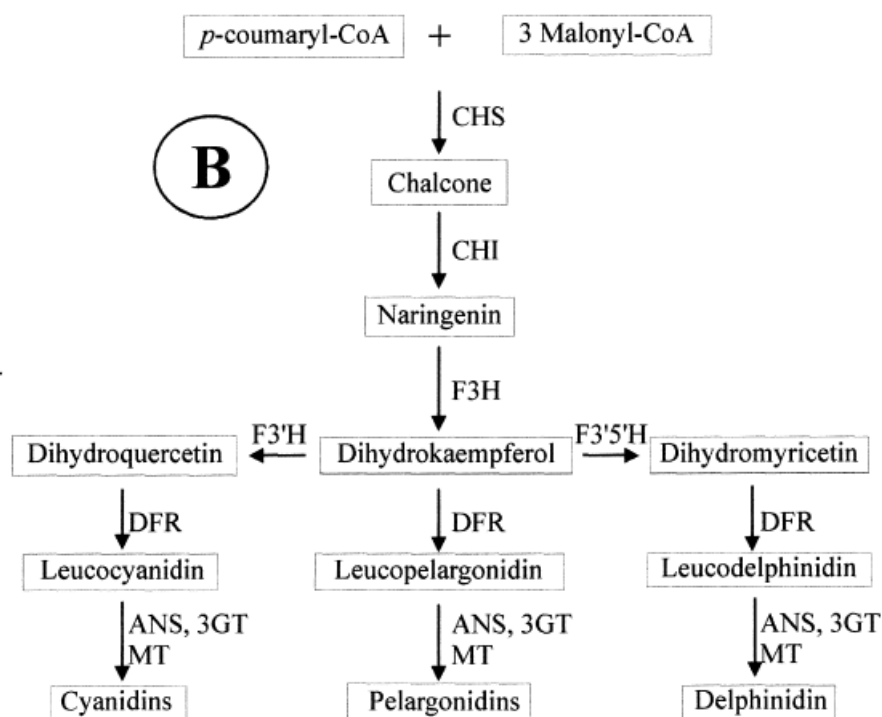 p-coumaryl-CoA + 3 Malonyl-CoA
CHS
B
Chalcone
CHI
Naringenin
F3H
F3'H F3'5'H
Dihydroquercetin Dihydrokaempferol Dihydromyricetin
DFR DFR DFR
Leucocyanidin Leucopelargonidin Leucodelphinidin
ANS, 3GT ANS, 3GT ANS, 3GT
MT MT MT
Cyanidins Pelargonidins Delphinidin